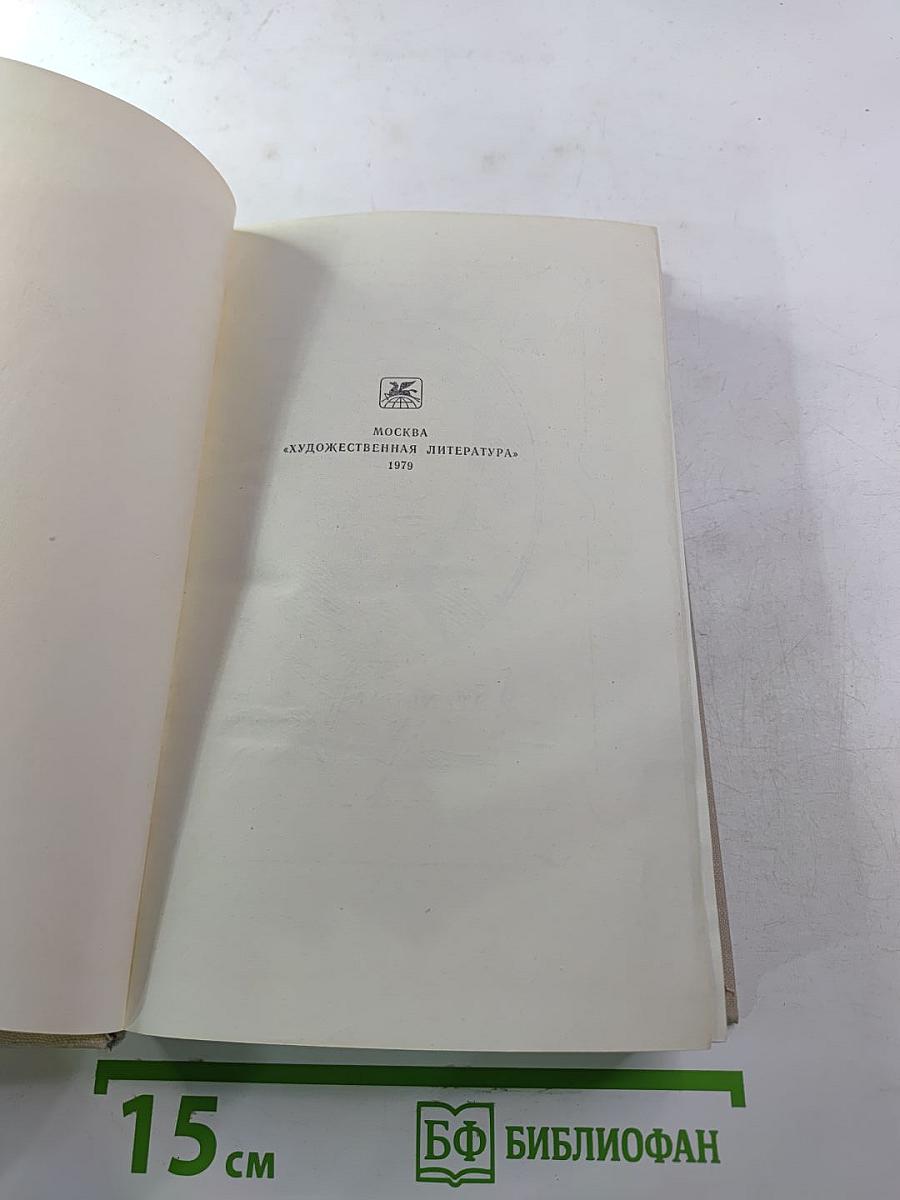 МОСКВА
«ХУДОЖЕСТВЕННАЯ ЛИТЕРАТУРА»
1979
15 см
БФ БИБЛИОФАН